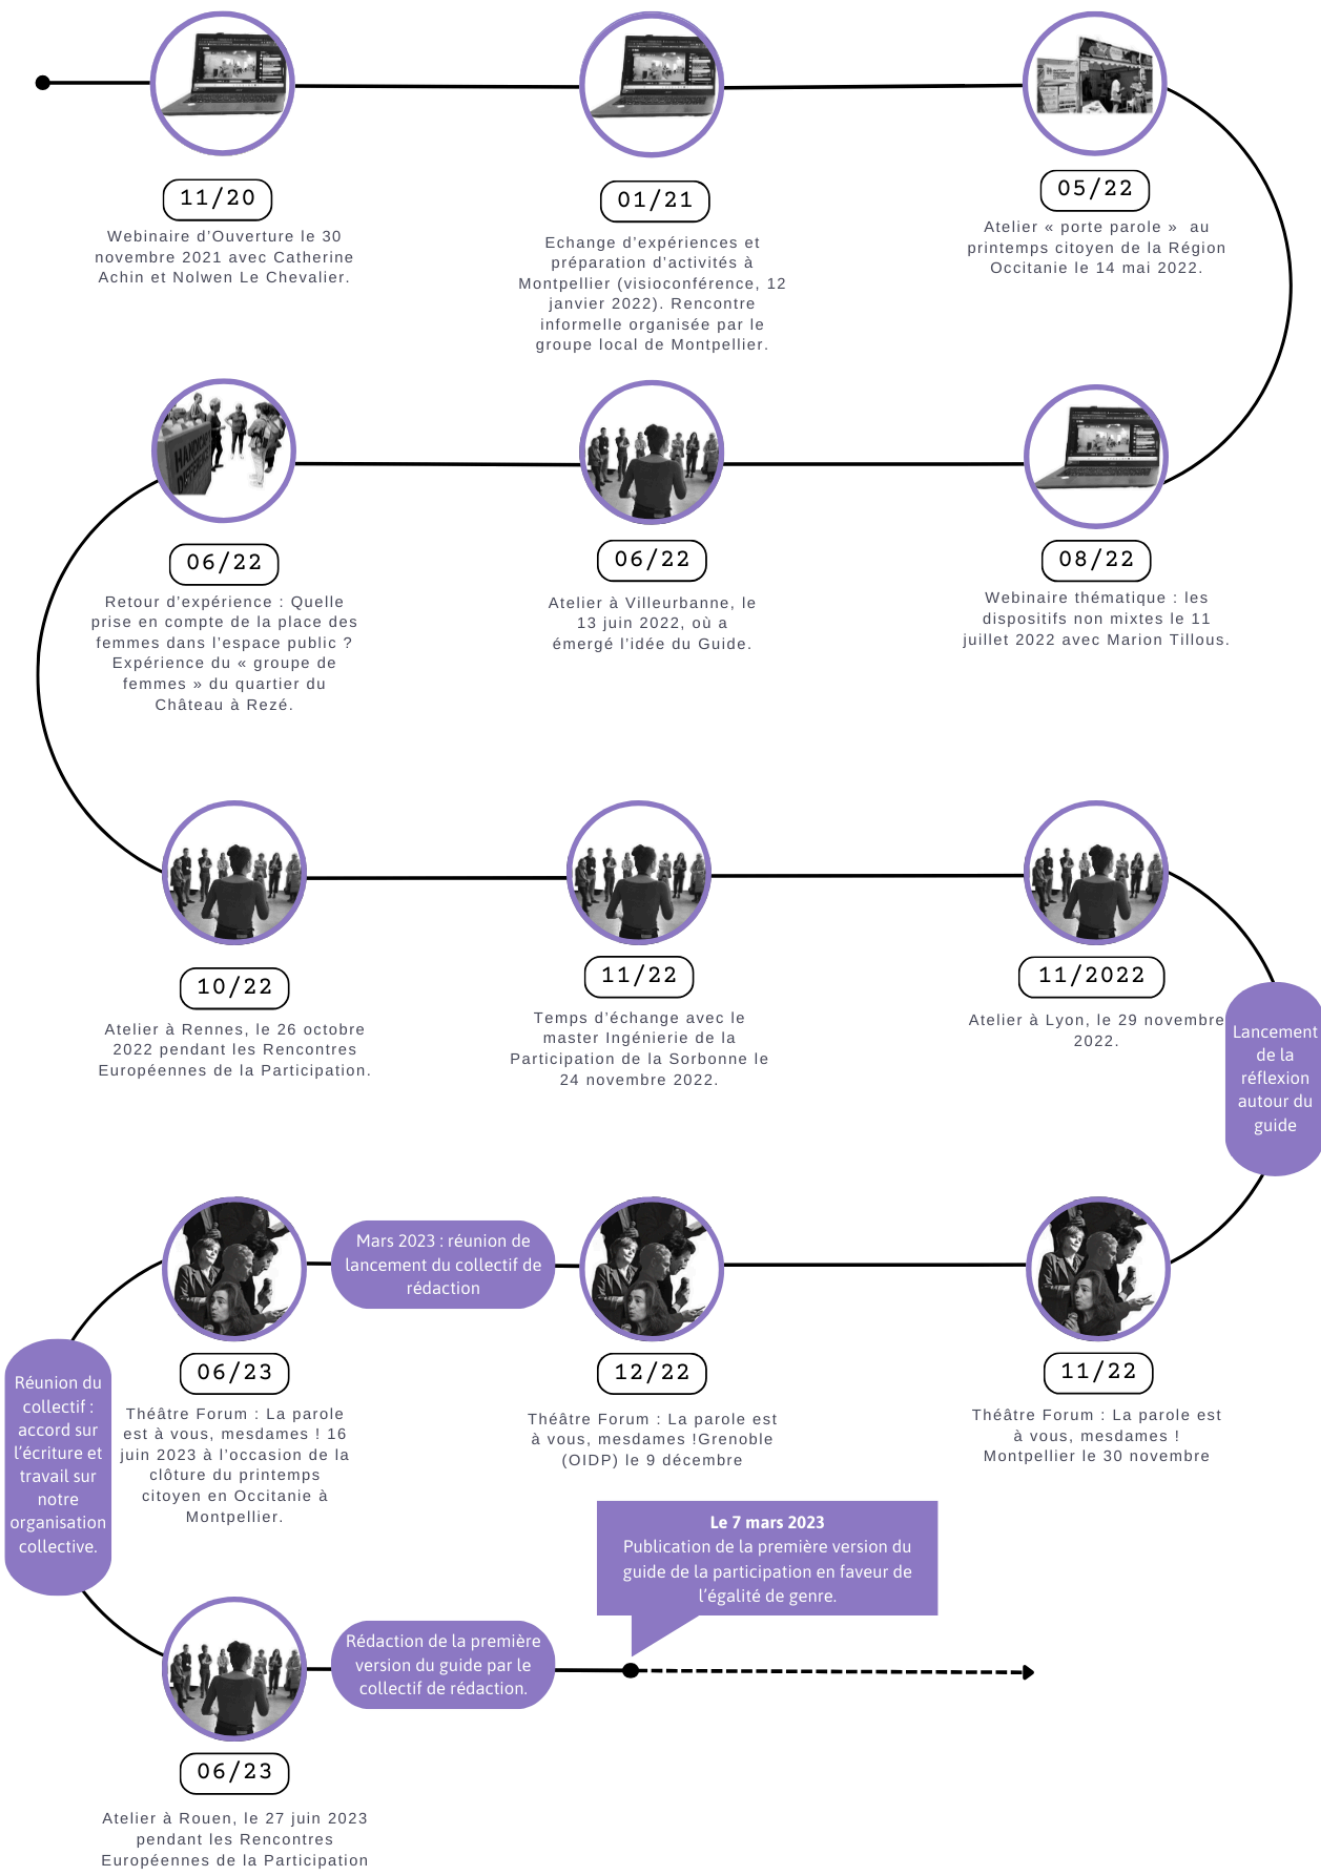 11/20
Webinaire d'Ouverture le 30
novembre 2021 avec Catherine
Achin et Nolwen Le Chevalier.
01/21
Echange d'expériences et
préparation d'activités à
Montpellier (visioconférence, 12
janvier 2022). Rencontre
informelle organisée par le
groupe local de Montpellier.
05/22
Atelier « porte parole » au
printemps citoyen de la Région
Occitanie le 14 mai 2022.
HANDICAP
06/22
Retour d'expérience : Quelle
prise en compte de la place des
femmes dans l'espace public ?
Expérience du « groupe de
femmes » du quartier du
Château à Rezé.
06/22
Atelier à Villeurbanne, le
13 juin 2022, où a
émergé l'idée du Guide.
08/22
Webinaire thématique : les
dispositifs non mixtes le 11
juillet 2022 avec Marion Tillous.
10/22
Atelier à Rennes, le 26 octobre
2022 pendant les Rencontres
Européennes de la Participation.
11/22
Temps d'échange avec le
master Ingénierie de la
Participation de la Sorbonne le
24 novembre 2022.
11/2022
Atelier à Lyon, le 29 novembre
2022.
Lancement
de la
réflexion
autour du
guide
06/23
Théâtre Forum : La parole
est à vous, mesdames ! 16
juin 2023 à l'occasion de la
clôture du printemps
citoyen en Occitanie à
Montpellier.
Mars 2023 : réunion de
lancement du collectif de
rédaction
12/22
Théâtre Forum : La parole est
à vous, mesdames !Grenoble
(OIDP) le 9 décembre
11/22
Théâtre Forum : La parole est
à vous, mesdames !
Montpellier le 30 novembre
Réunion du
collectif :
accord sur
l'écriture et
travail sur
notre
organisation
collective.
Le 7 mars 2023
Publication de la première version du
guide de la participation en faveur de
l'égalité de genre.
Rédaction de la première
version du guide par le
collectif de rédaction.
06/23
Atelier à Rouen, le 27 juin 2023
pendant les Rencontres
Européennes de la Participation